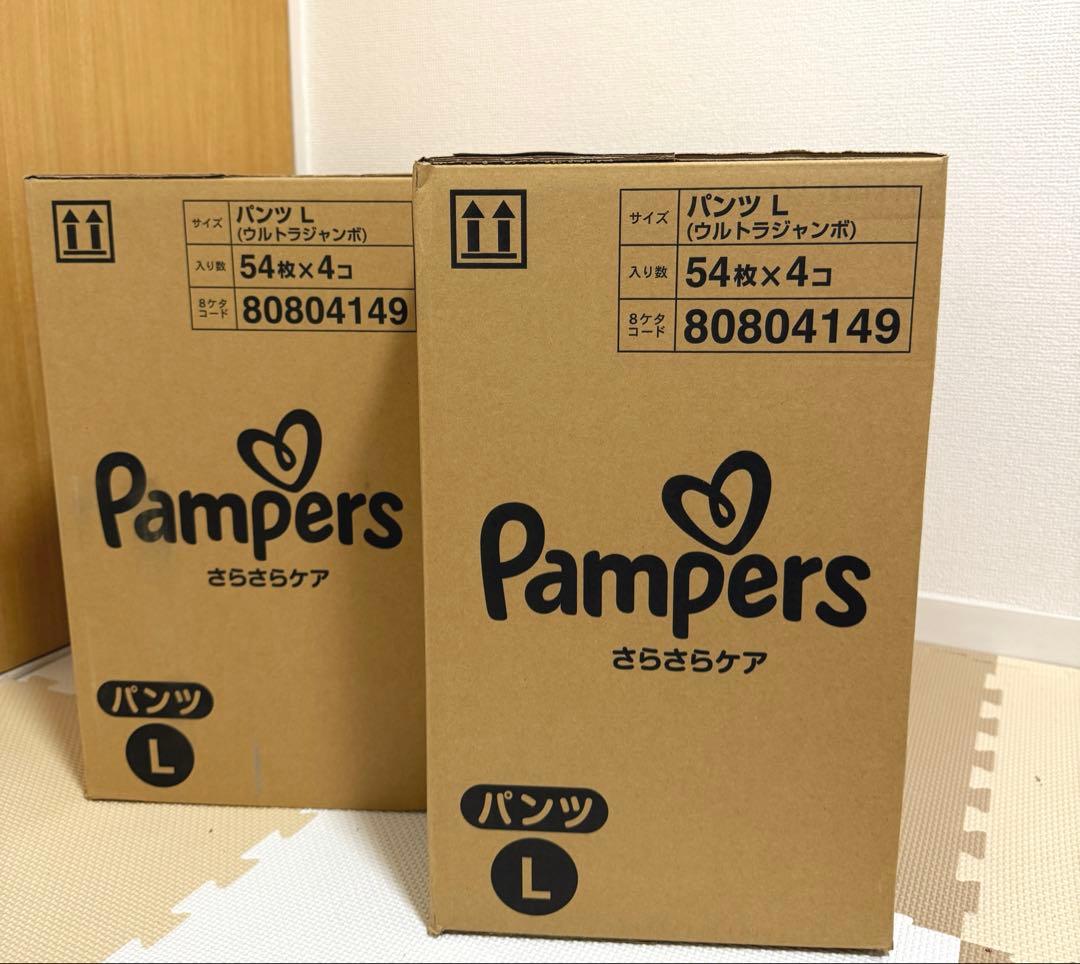 サイズ パンツ L
(ウルトラジャンボ)
入り数 54枚×4コ
8ケタ
コード 80804149
Pampers
さらさらケア
パンツ
L
サイズ パンツ L
(ウルトラジャンボ)
入り数 54枚×4コ
8ケタ
コード 80804149
Pampers
さらさらケア
パンツ
L